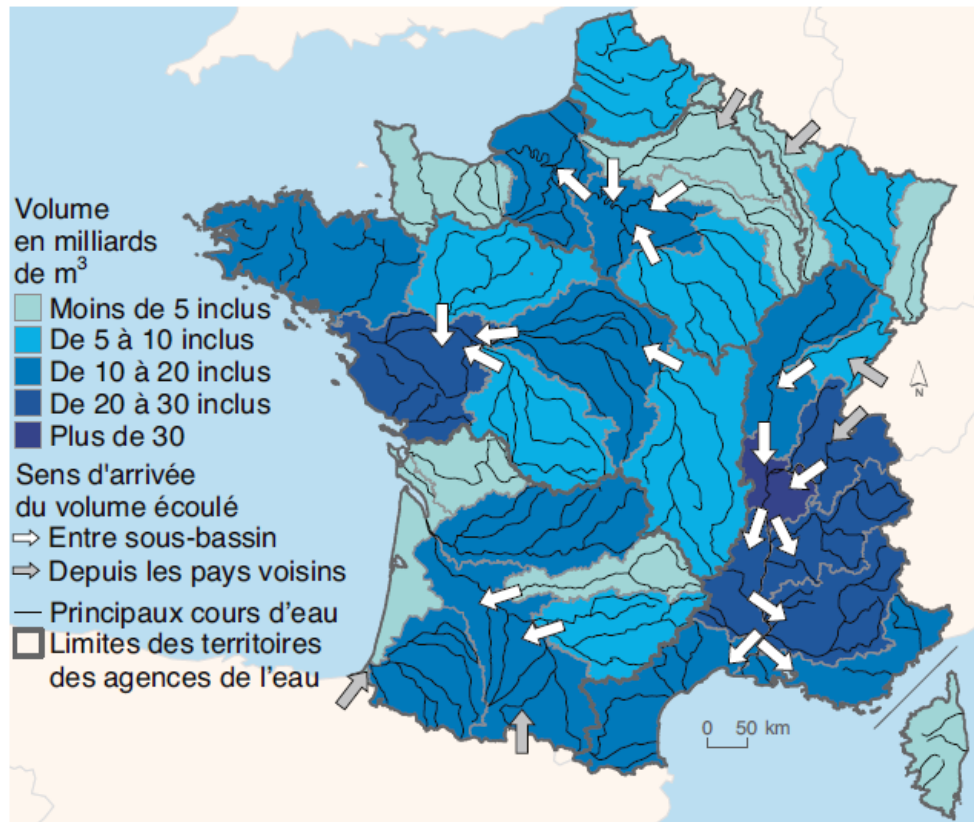 Volume
en milliards
de m³
Moins de 5 inclus
De 5 à 10 inclus
De 10 à 20 inclus
De 20 à 30 inclus
Plus de 30
Sens d'arrivée
du volume écoulé
Entre sous-bassin
Depuis les pays voisins
Principaux cours d'eau
Limites des territoires
des agences de l'eau
N
0 50 km